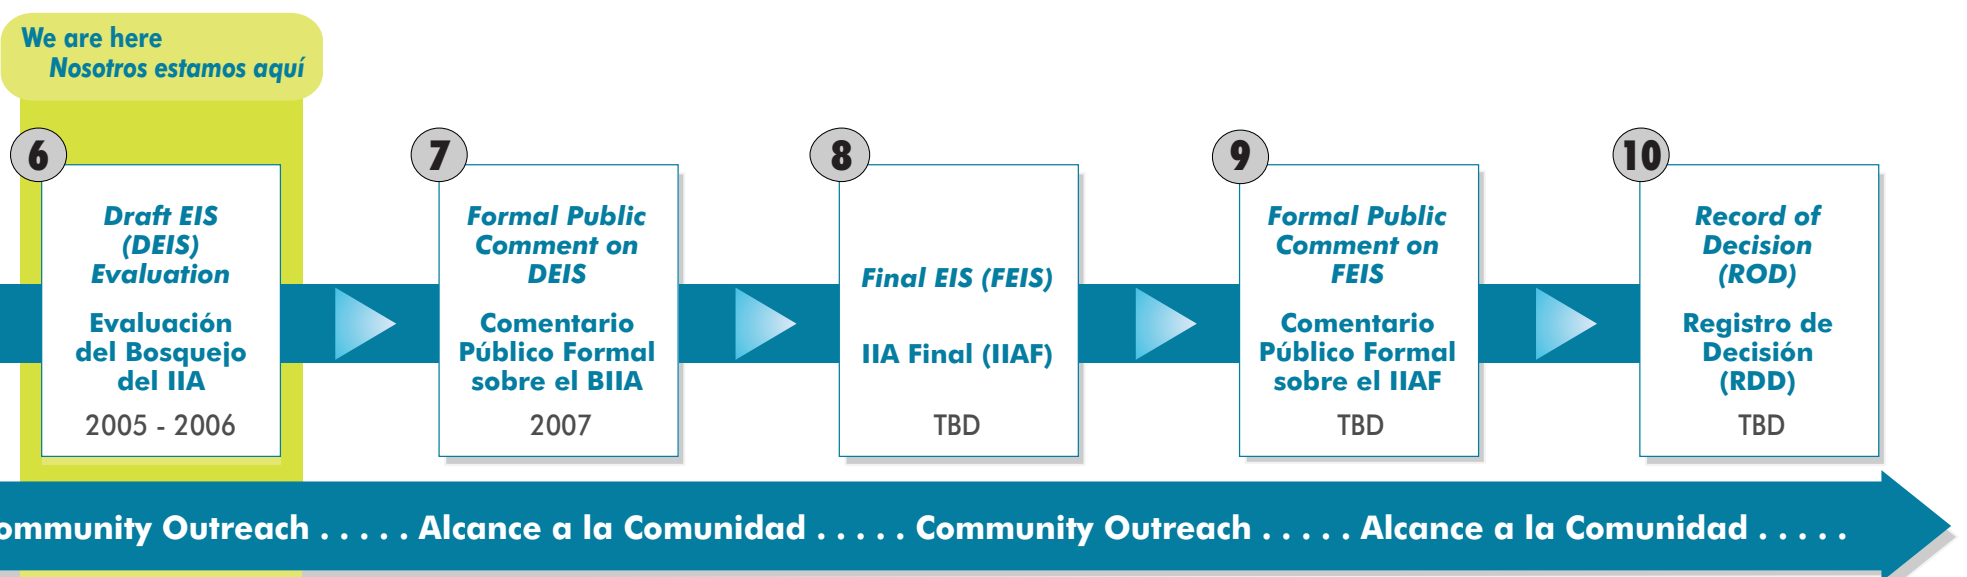 We are here
Nosotros estamos aquí
6
Draft EIS
(DEIS)
Evaluation
Evaluación
del Bosquejo
del IIA
2005 - 2006
7
Formal Public
Comment on
DEIS
Comentario
Público Formal
sobre el BIIA
2007
8
Final EIS (FEIS)
IIA Final (IIAF)
TBD
9
Formal Public
Comment on
FEIS
Comentario
Público Formal
sobre el IIAF
TBD
10
Record of
Decision
(ROD)
Registro de
Decisión
(RDD)
TBD
ommunity Outreach . . . . . Alcance a la Comunidad . . . . . Community Outreach . . . . . Alcance a la Comunidad . . . . .